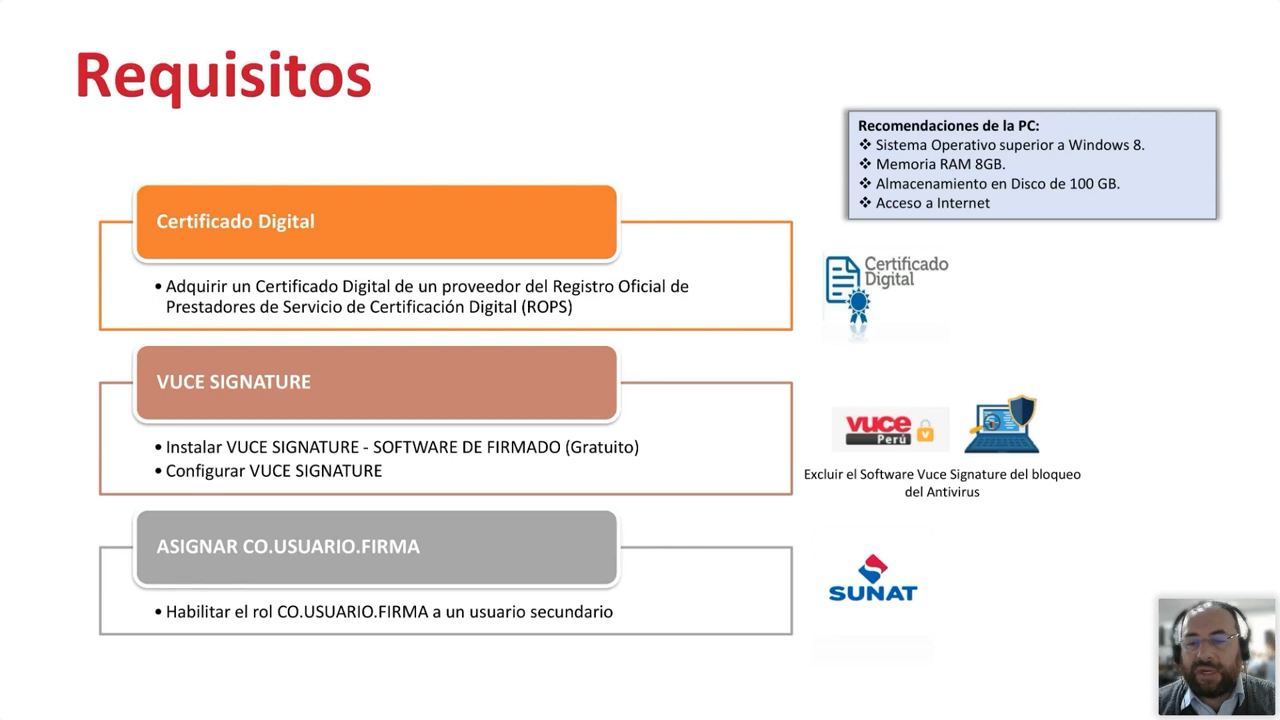 Requisitos
Recomendaciones de la PC:
❖ Sistema Operativo superior a Windows 8.
❖ Memoria RAM 8GB.
❖ Almacenamiento en Disco de 100 GB.
❖ Acceso a Internet
Certificado Digital
• Adquirir un Certificado Digital de un proveedor del Registro Oficial de
Prestadores de Servicio de Certificación Digital (ROPS)
Certificado
Digital
VUCE SIGNATURE
• Instalar VUCE SIGNATURE - SOFTWARE DE FIRMADO (Gratuito)
• Configurar VUCE SIGNATURE
vuce
Perú
Excluir el Software Vuce Signature del bloqueo
del Antivirus
ASIGNAR CO.USUARIO.FIRMA
• Habilitar el rol CO.USUARIO.FIRMA a un usuario secundario
SUNAT